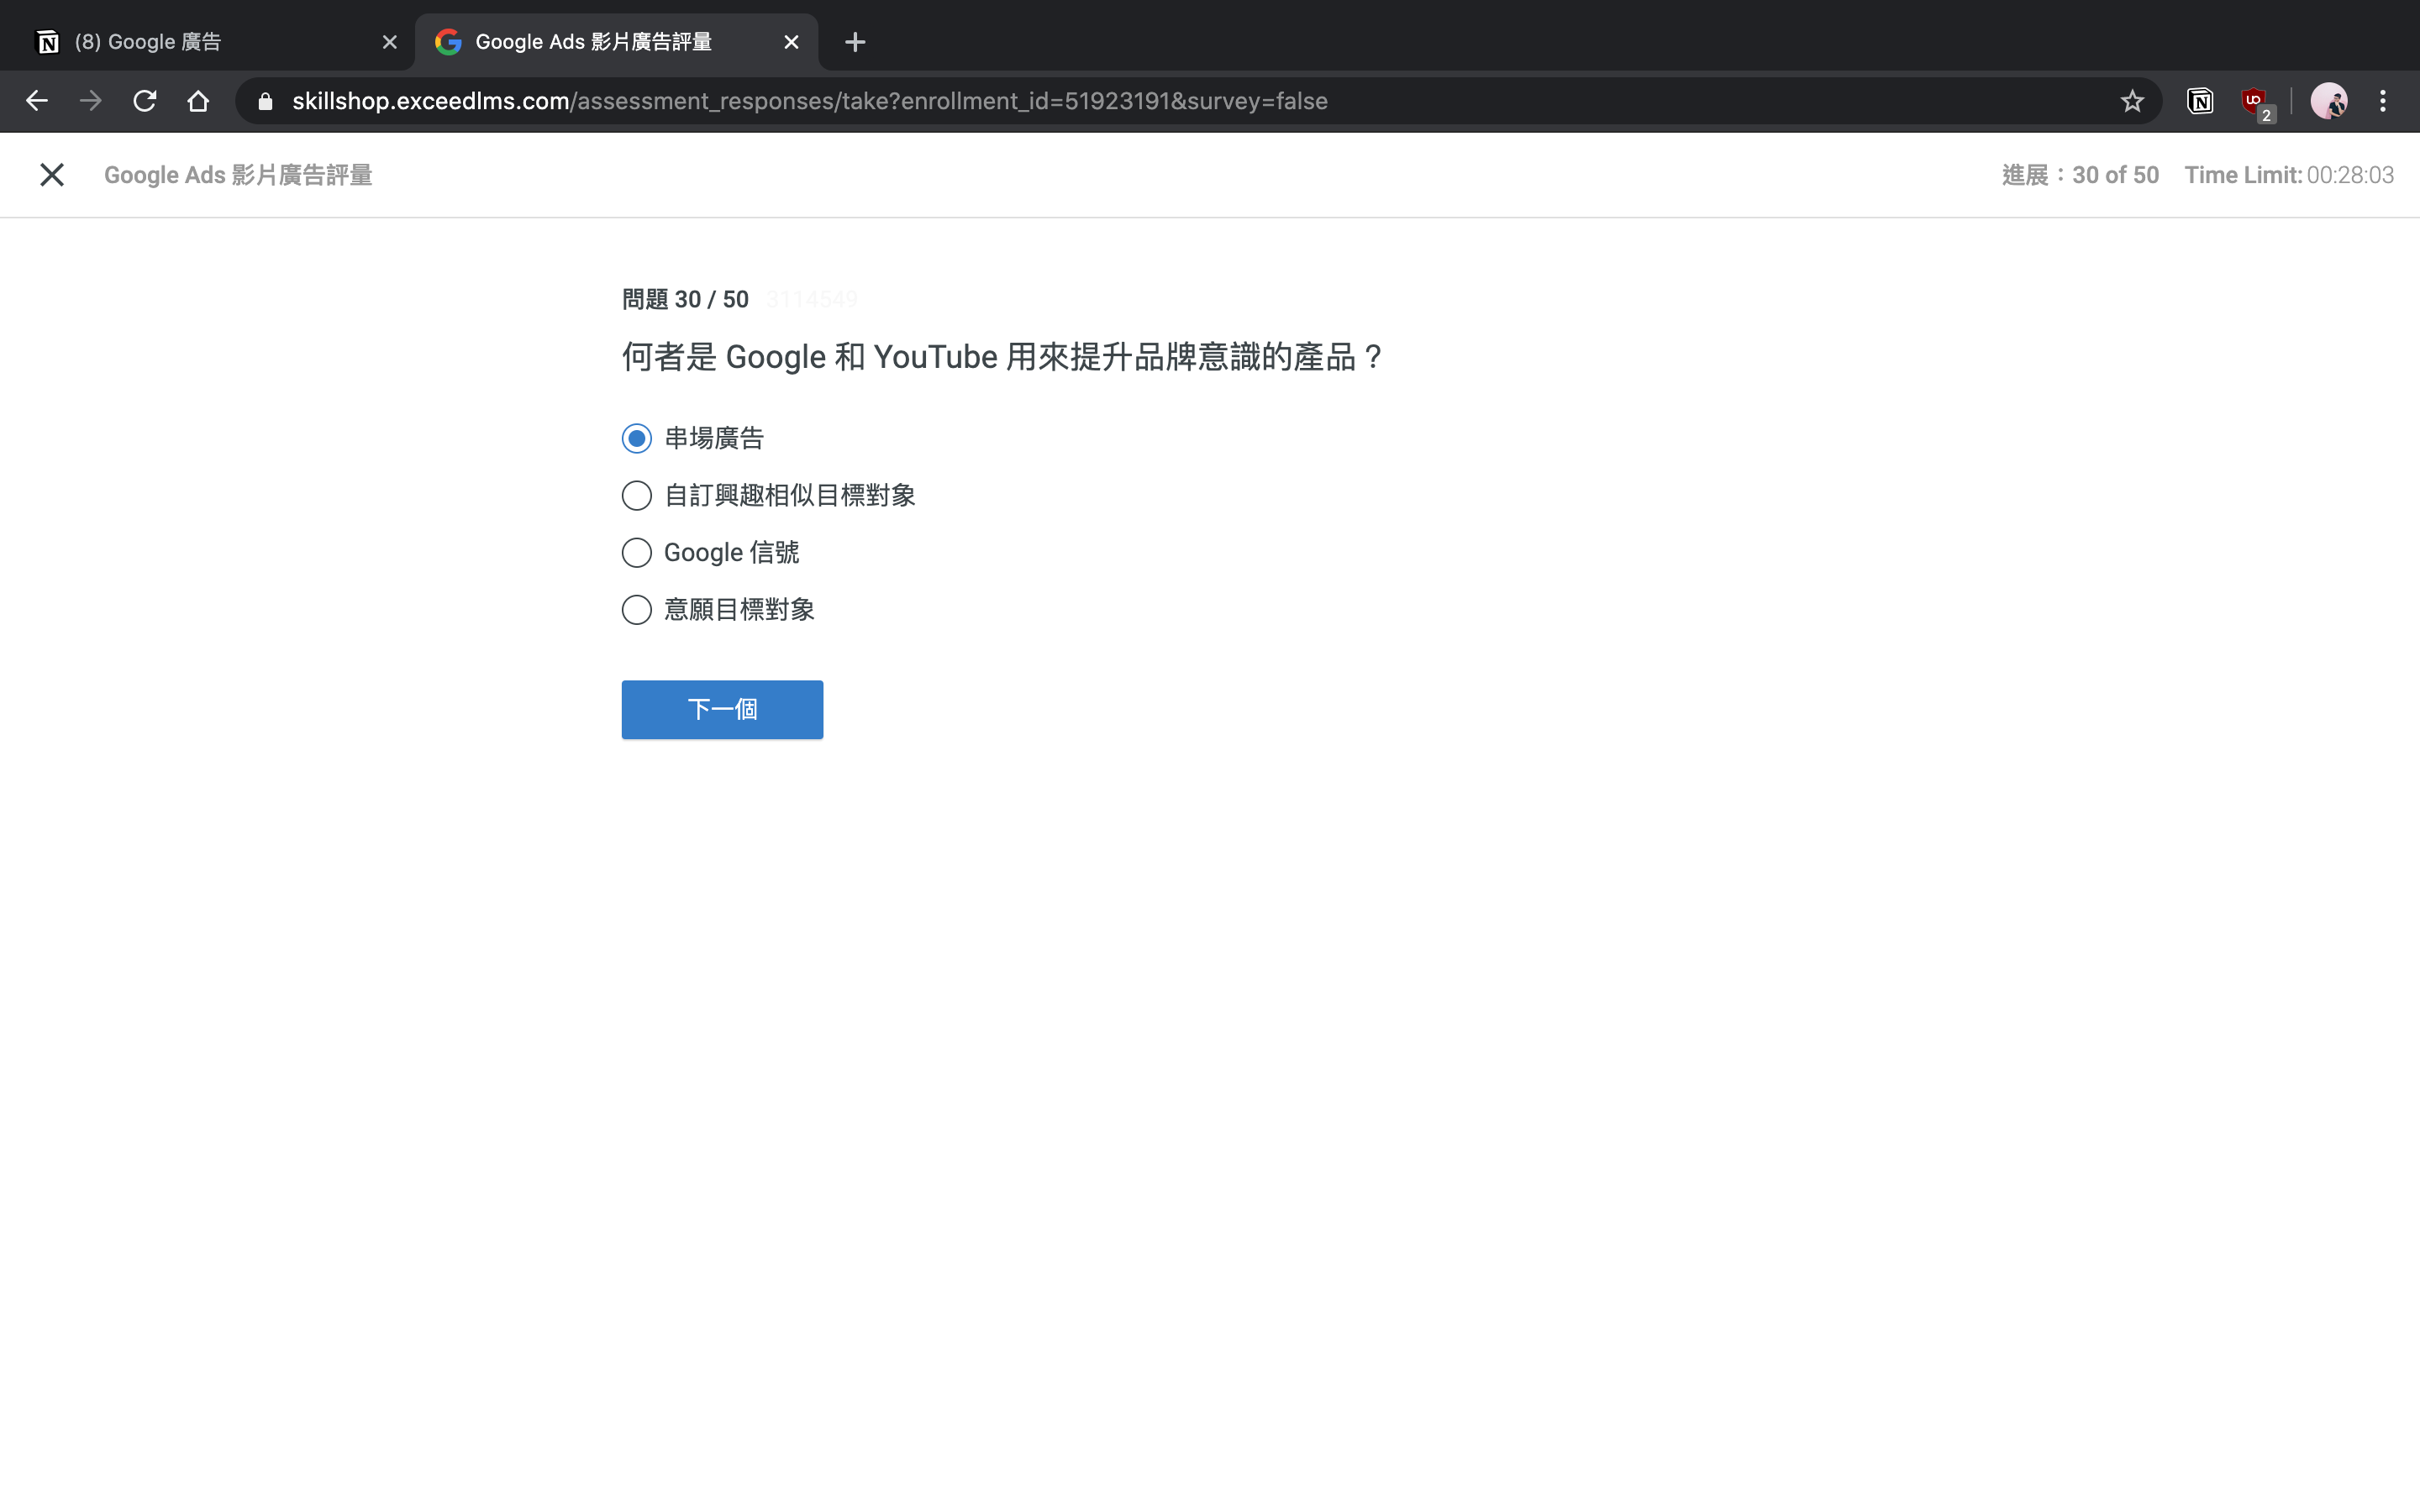 (8) Google 廣告
Google Ads 影片廣告評量
skillshop.exceedlms.com/assessment_responses/take?enrollment_id=51923191&survey=false
2
Google Ads 影片廣告評量
進展：30 of 50 Time Limit: 00:28:03
問題 30 / 50 3114549
何者是 Google 和 YouTube 用來提升品牌意識的產品？
串場廣告
自訂興趣相似目標對象
Google 信號
意願目標對象
下一個